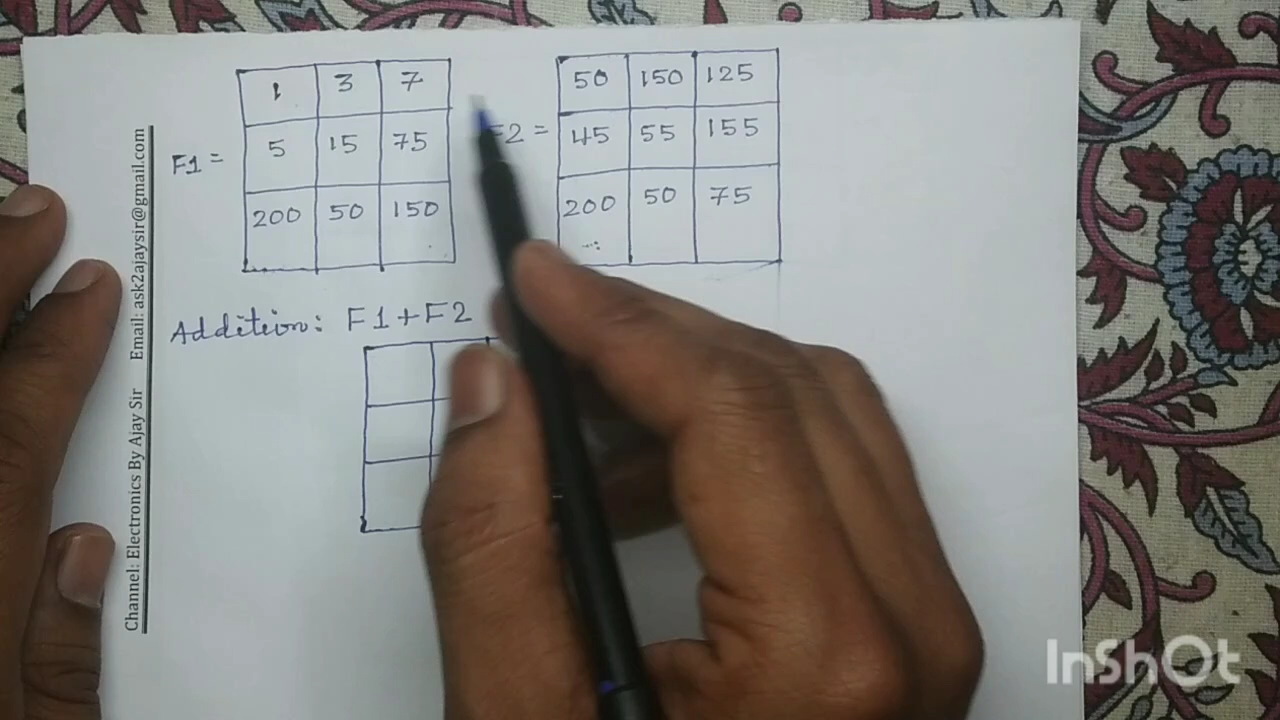 1 3 7
F1 = 5 15 75
200 50 150
50 150 125
F2 = 45 55 155
200 50 75
Addition: F1+F2
Channel: Electronics By Ajay Sir Email: ask2ajaysir@gmail.com
InShOt